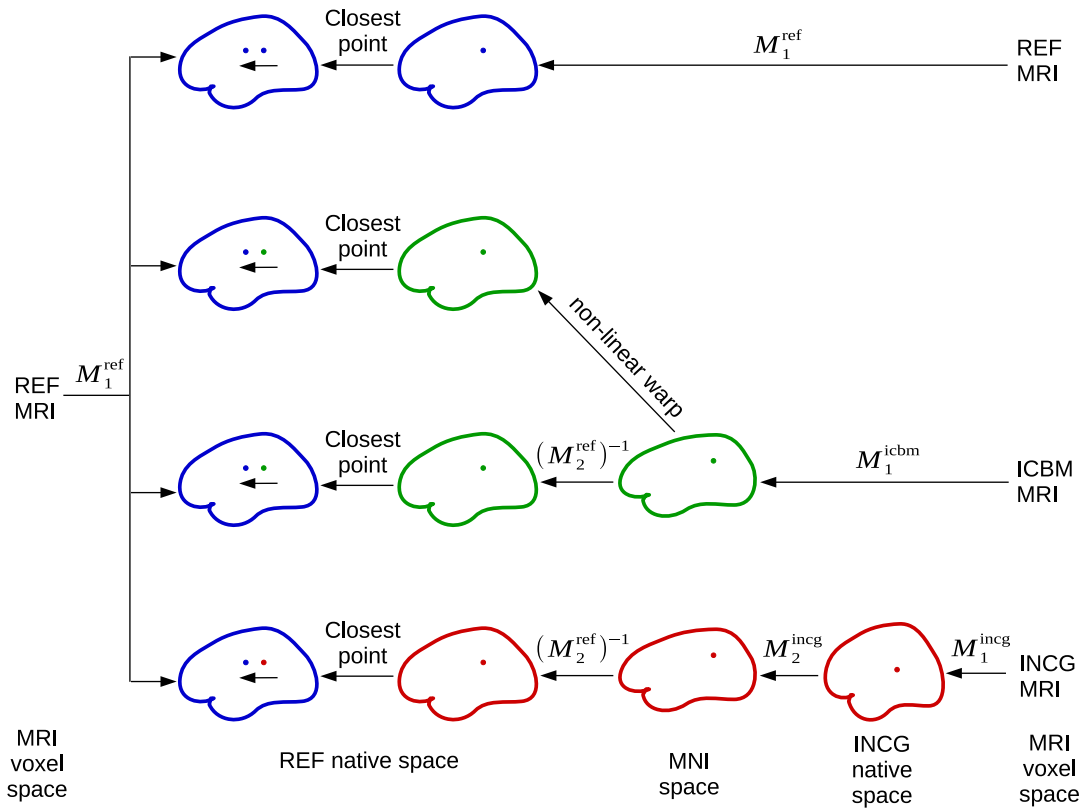 Closest
point
M_1^ref
REF
MRI
Closest
point
non-linear warp
REF
MRI
M_1^ref
Closest
point
(M_2^ref)^−1
M_1^icbm
ICBM
MRI
Closest
point
(M_2^ref)^−1
M_2^incg
M_1^incg
INCG
MRI
MRI
voxel
space
REF native space
MNI
space
INCG
native
space
MRI
voxel
space